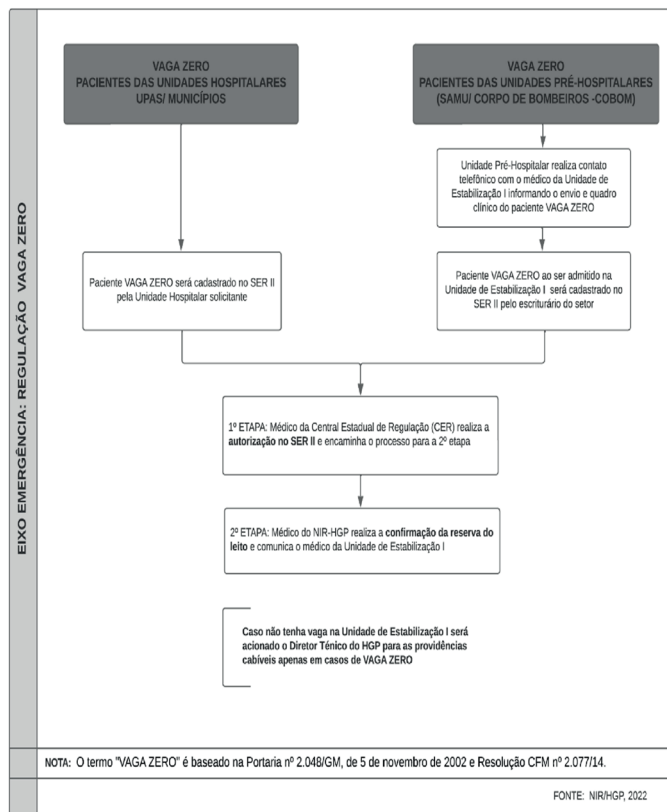 EIXO EMERGÊNCIA: REGULAÇÃO VAGA ZERO
VAGA ZERO
PACIENTES DAS UNIDADES HOSPITALARES
UPAS/ MUNICÍPIOS
VAGA ZERO
PACIENTES DAS UNIDADES PRÉ-HOSPITALARES
(SAMU/ CORPO DE BOMBEIROS -COBOM)
Unidade Pré-Hospitalar realiza contato
telefônico com o médico da Unidade de
Estabilização I informando o envio e quadro
clínico do paciente VAGA ZERO
Paciente VAGA ZERO será cadastrado no SER II
pela Unidade Hospitalar solicitante
Paciente VAGA ZERO ao ser admitido na
Unidade de Estabilização I será cadastrado no
SER II pelo escriturário do setor
1º ETAPA: Médico da Central Estadual de Regulação (CER) realiza a
autorização no SER II e encaminha o processo para a 2º etapa
2º ETAPA: Médico do NIR-HGP realiza a confirmação da reserva do
leito e comunica o médico da Unidade de Estabilização I
Caso não tenha vaga na Unidade de Estabilização I será
acionado o Diretor Ténico do HGP para as providências
cabíveis apenas em casos de VAGA ZERO
NOTA: O termo "VAGA ZERO" é baseado na Portaria nº 2.048/GM, de 5 de novembro de 2002 e Resolução CFM nº 2.077/14.
FONTE: NIR/HGP, 2022